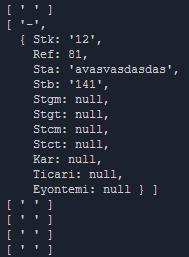 [ ' ' ]
[ '-',
{ Stk: '12',
Ref: 81,
Sta: 'avasvasdasdas',
Stb: '141',
Stgm: null,
Stgt: null,
Stcm: null,
Stct: null,
Kar: null,
Ticari: null,
Eyontemi: null } ]
[ ' ' ]
[ ' ' ]
[ ' ' ]
[ ' ' ]